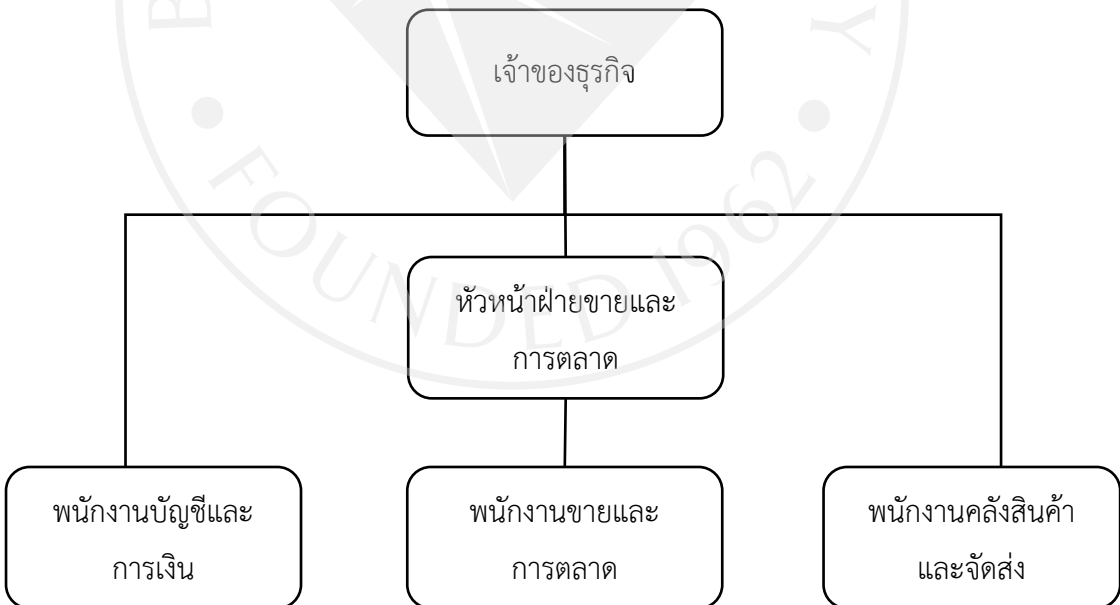 เจ้าของธุรกิจ
หัวหน้าฝ่ายขายและ
การตลาด
พนักงานบัญชีและ
การเงิน
พนักงานขายและ
การตลาด
พนักงานคลังสินค้า
และจัดส่ง
FOUNDED 1962